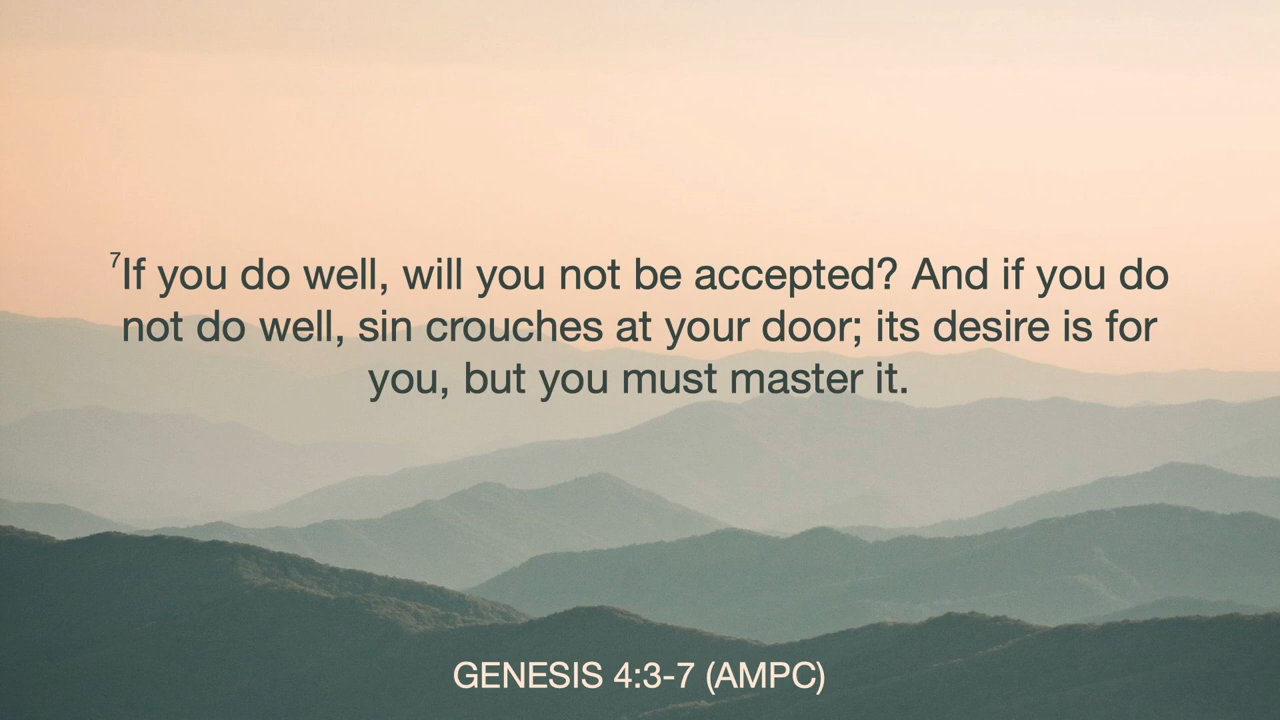 7If you do well, will you not be accepted? And if you do
not do well, sin crouches at your door; its desire is for
you, but you must master it.
GENESIS 4:3-7 (AMPC)